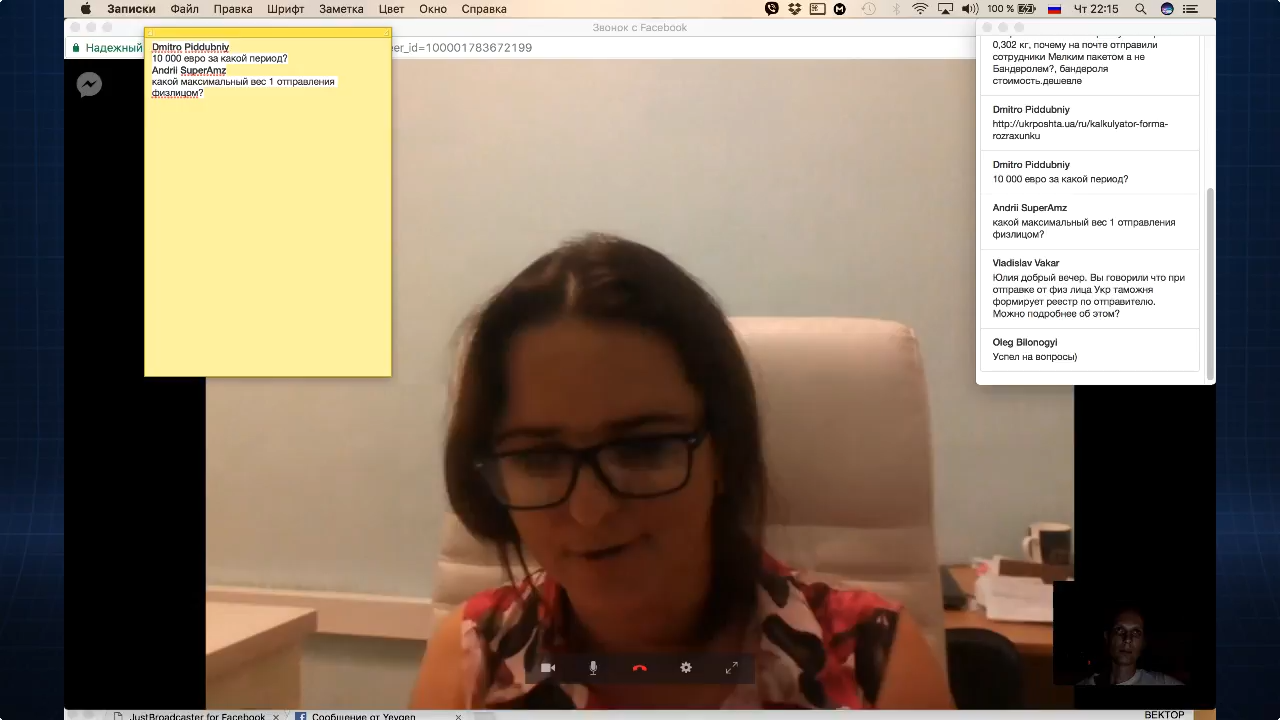 Записки Файл Правка Шрифт Заметка Цвет Окно Справка 100 % Чт 22:15
Звонок с Facebook
Надежный
er_id=100001783672199
Dmitro Piddubniy
10 000 евро за какой период?
Andrii SuperAmz
какой максимальный вес 1 отправления
физлицом?
0,302 кг, почему на почте отправили
сотрудники Мелким пакетом а не
Бандеролем?, бандероля
стоимость.дешевле
Dmitro Piddubniy
http://ukrposhta.ua/ru/kalkulyator-forma-
rozraxunku
Dmitro Piddubniy
10 000 евро за какой период?
Andrii SuperAmz
какой максимальный вес 1 отправления
физлицом?
Vladislav Vakar
Юлия добрый вечер. Вы говорили что при
отправке от физ лица Укр таможня
формирует реестр по отправителю.
Можно подробнее об этом?
Oleg Bilonogyi
Успел на вопросы)
JustBroadcaster for Facebook
Сообщение от Yevgen
ВЕКТОР